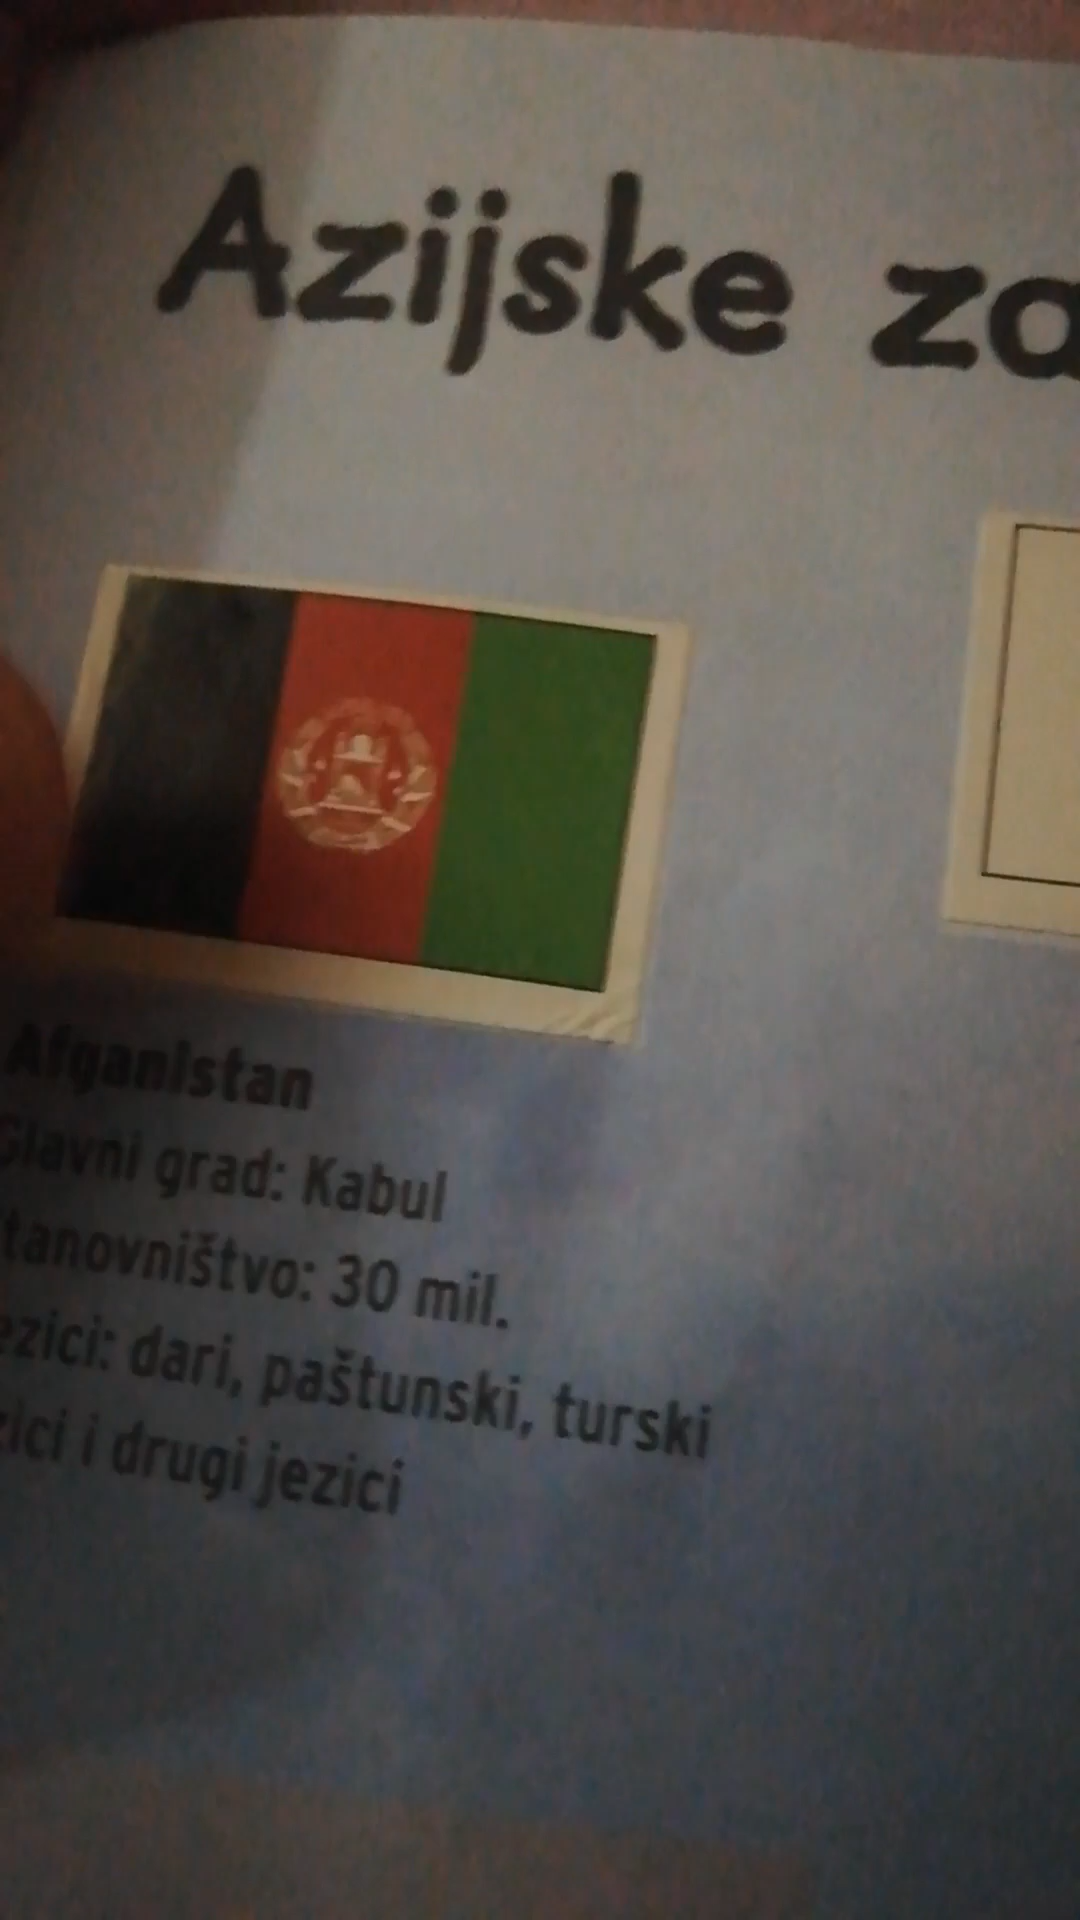 Azijske za
Afganistan
Glavni grad: Kabul
tanovništvo: 30 mil.
ezici: dari, paštunski, turski
zici i drugi jezici